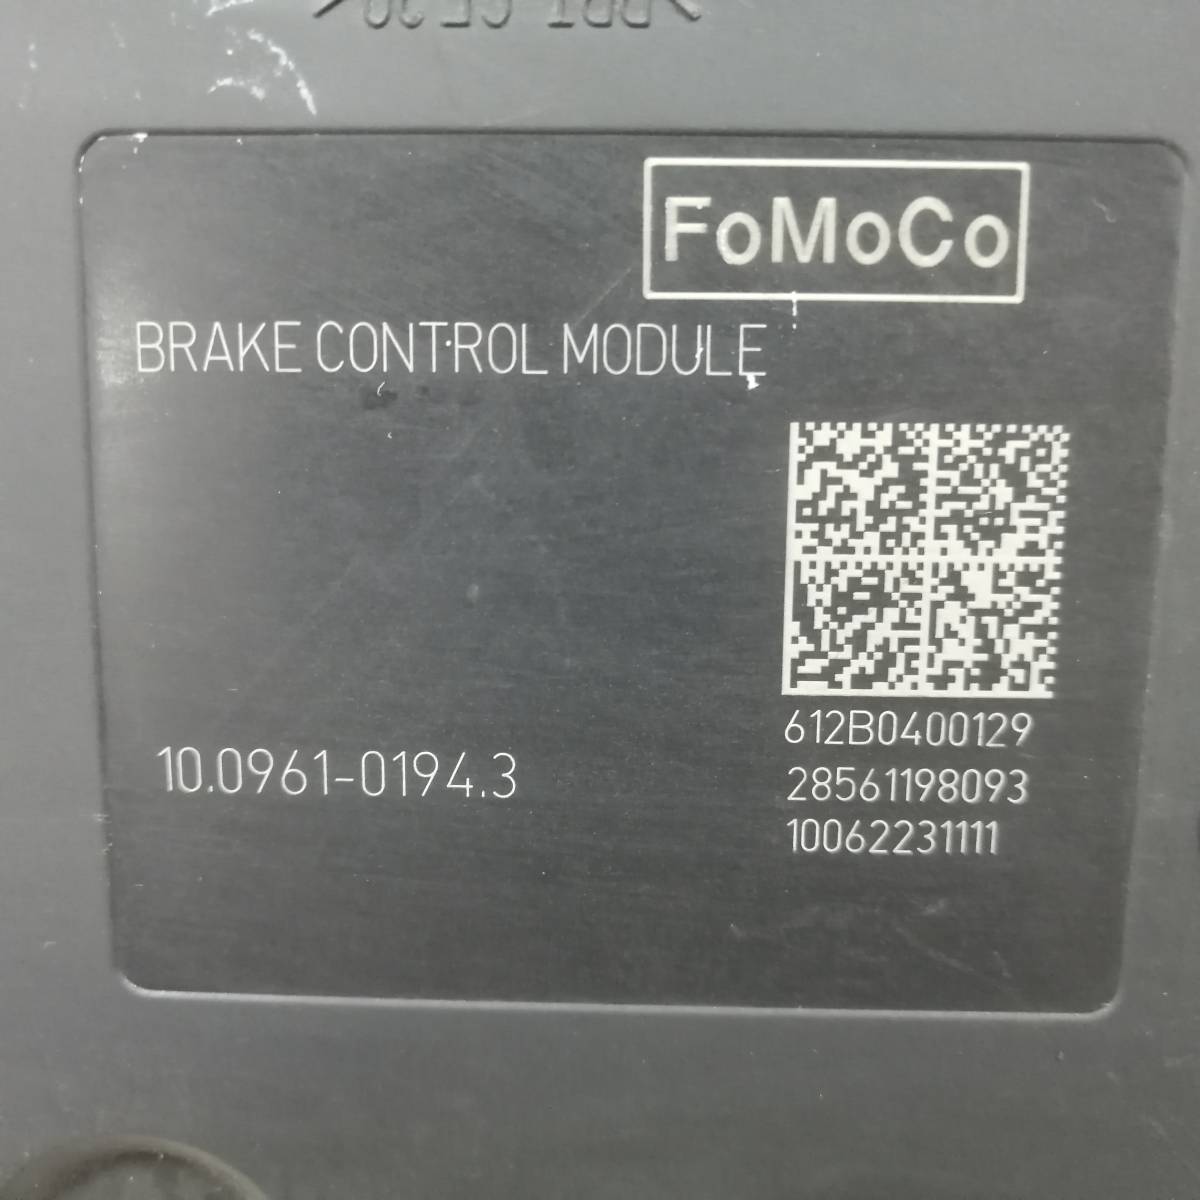 FoMoCo
BRAKE CONTROL MODULE
612B0400129
10.0961-0194.3
28561198093
10062231111